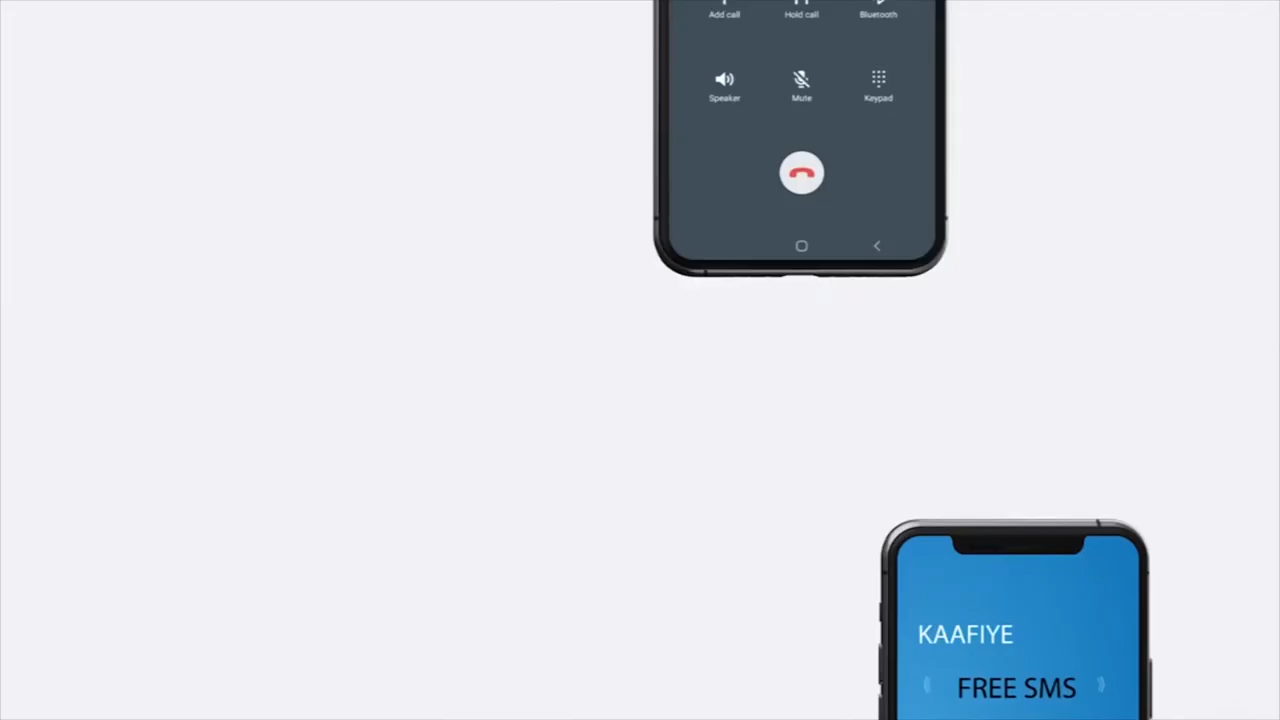 Add call Hold call Bluetooth
Speaker Mute Keypad
KAAFIYE
FREE SMS